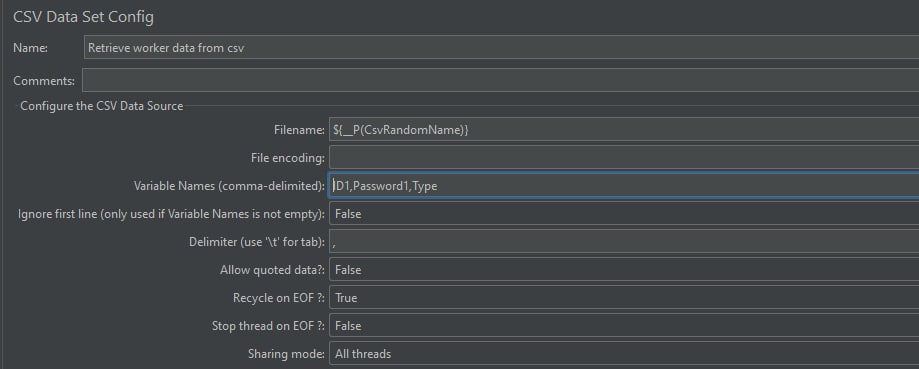 CSV Data Set Config
Name: Retrieve worker data from csv
Comments:
Configure the CSV Data Source
Filename: ${__P(CsvRandomName)}
File encoding:
Variable Names (comma-delimited): ID1,Password1,Type
Ignore first line (only used if Variable Names is not empty): False
Delimiter (use '\t' for tab): ,
Allow quoted data?: False
Recycle on EOF ?: True
Stop thread on EOF ?: False
Sharing mode: All threads